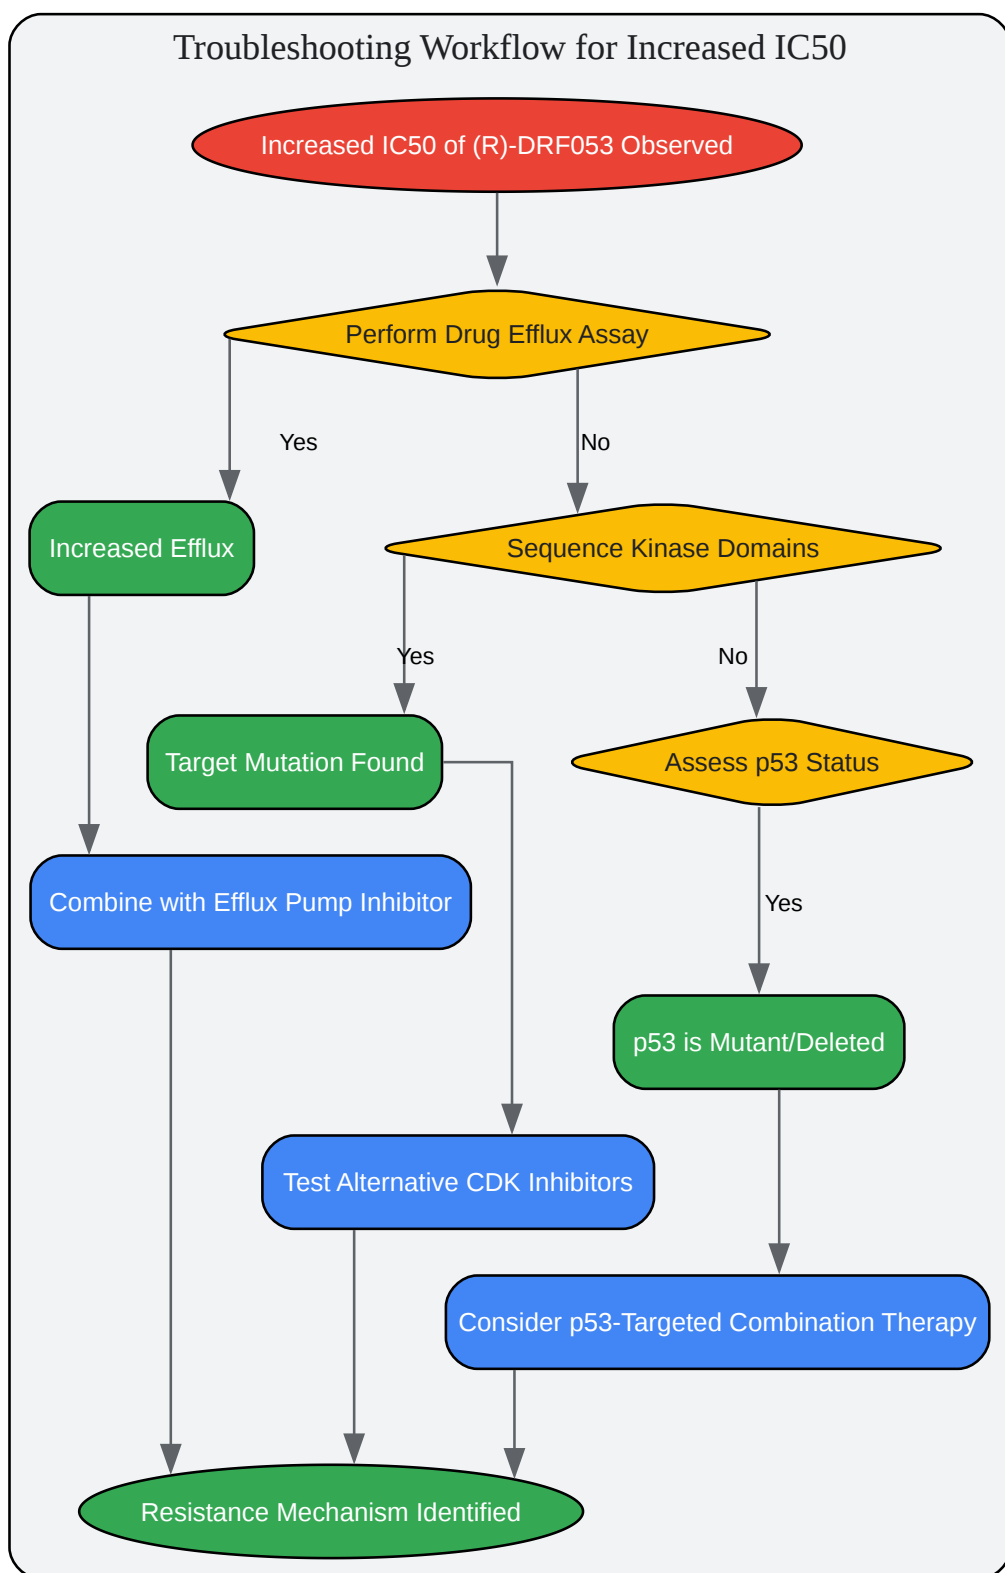 Troubleshooting Workflow for Increased IC50
Increased IC50 of (R)-DRF053 Observed
Perform Drug Efflux Assay
Yes
No
Increased Efflux
Sequence Kinase Domains
Yes
No
Target Mutation Found
Assess p53 Status
Combine with Efflux Pump Inhibitor
Yes
p53 is Mutant/Deleted
Test Alternative CDK Inhibitors
Consider p53-Targeted Combination Therapy
Resistance Mechanism Identified